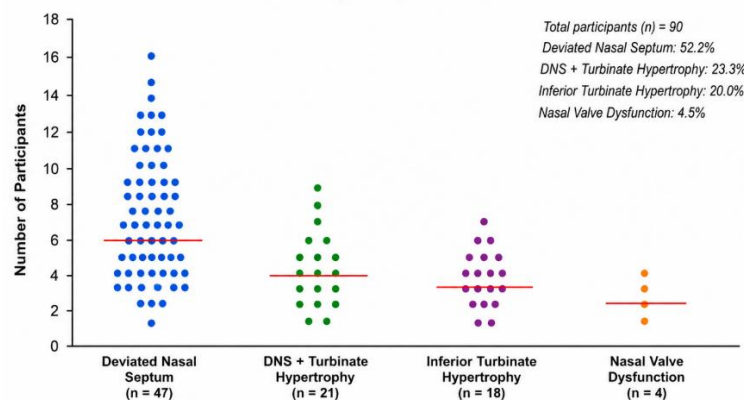 Total participants (n) = 90
Deviated Nasal Septum: 52.2%
DNS + Turbinate Hypertrophy: 23.3%
Inferior Turbinate Hypertrophy: 20.0%
Nasal Valve Dysfunction: 4.5%
Number of Participants
18
16
14
12
10
8
6
4
2
0
Deviated Nasal
Septum
(n = 47)
DNS + Turbinate
Hypertrophy
(n = 21)
Inferior Turbinate
Hypertrophy
(n = 18)
Nasal Valve
Dysfunction
(n = 4)